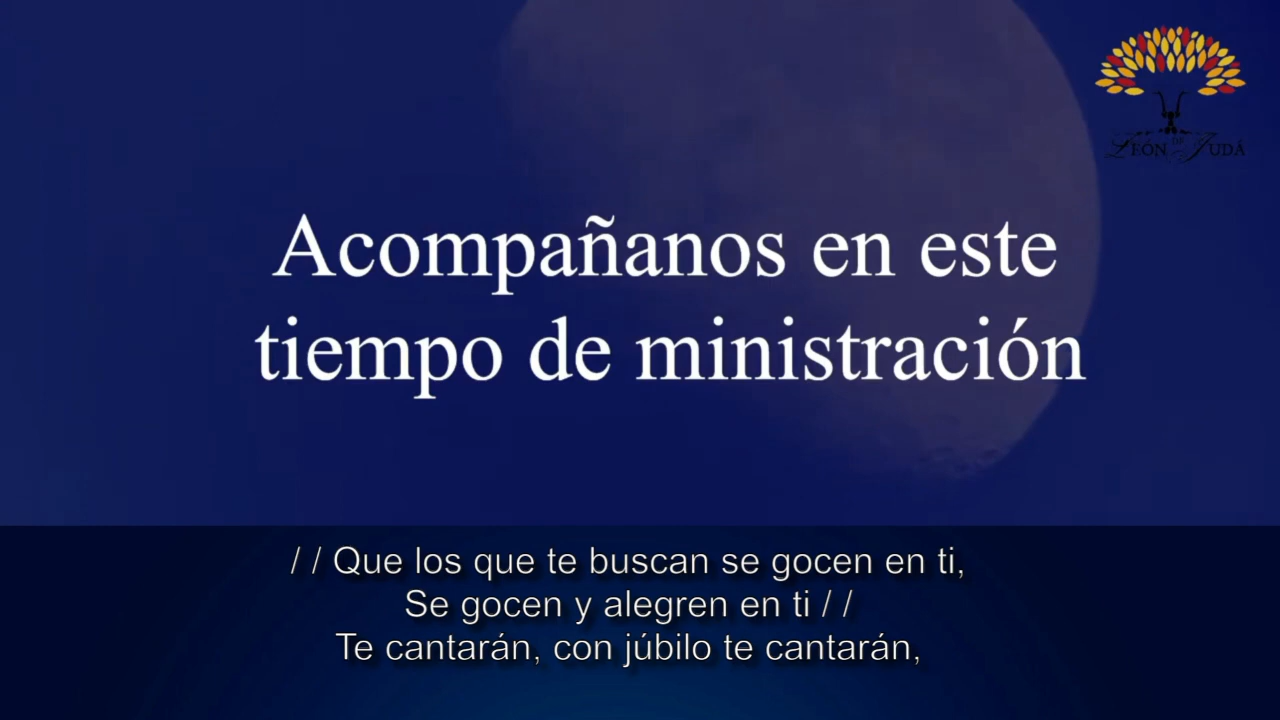 LEÓN DE JUDÁ
Acompañanos en este
tiempo de ministración
/ / Que los que te buscan se gocen en ti,
Se gocen y alegren en ti / /
Te cantarán, con júbilo te cantarán,